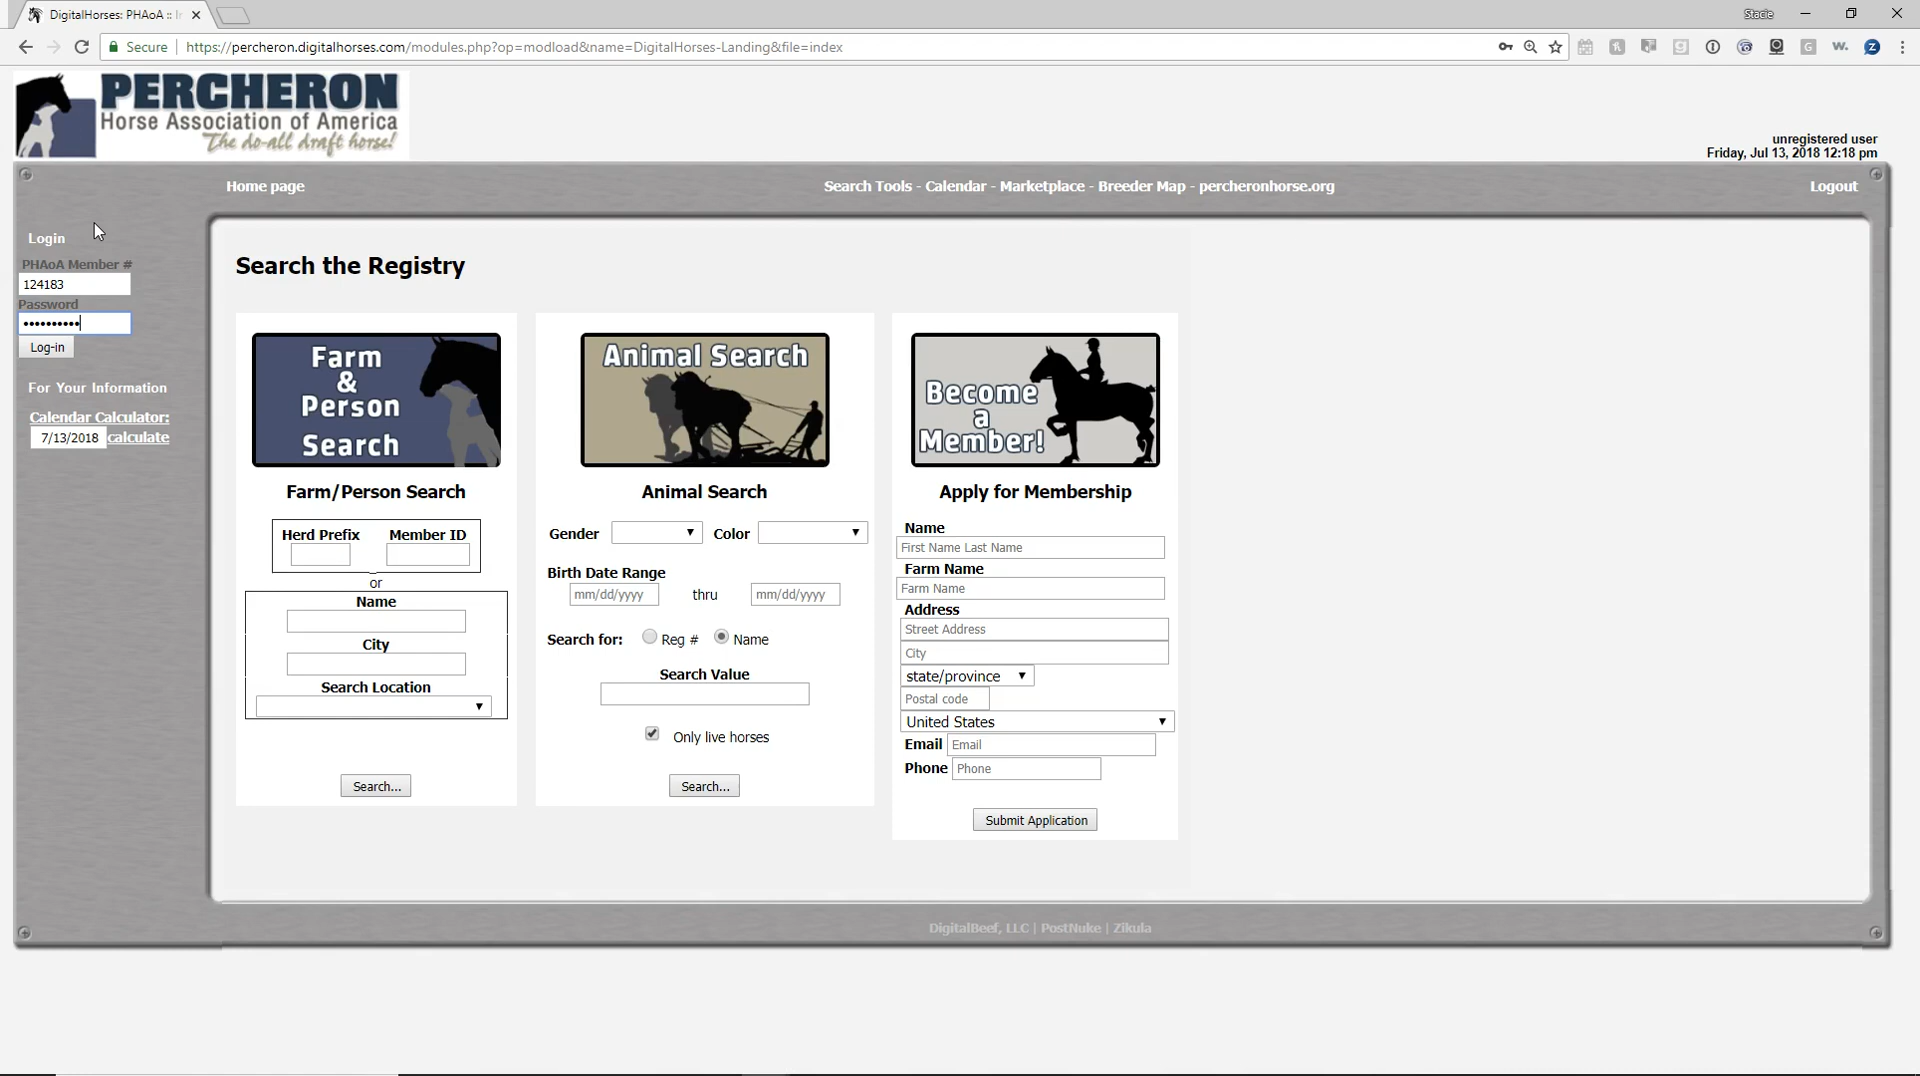 DigitalHorses: PHAoA :: I
Stacie
Secure
https://percheron.digitalhorses.com/modules.php?op=modload&name=DigitalHorses-Landing&file=index
PERCHERON
Horse Association of America
The do-all draft horse!
unregistered user
Friday, Jul 13, 2018 12:18 pm
Home page
Search Tools - Calendar - Marketplace - Breeder Map - percheronhorse.org
Logout
Login
PHAoA Member #
124183
Password
••••••••••
Log-in
For Your Information
Calendar Calculator:
7/13/2018 calculate
Search the Registry
Farm
&
Person
Search
Farm/Person Search
Herd Prefix Member ID
or
Name
City
Search Location
Search...
Animal Search
Animal Search
Gender Color
Birth Date Range
mm/dd/yyyy thru mm/dd/yyyy
Search for: Reg # Name
Search Value
Only live horses
Search...
Become
a
Member!
Apply for Membership
Name
First Name Last Name
Farm Name
Farm Name
Address
Street Address
City
state/province
Postal code
United States
Email Email
Phone Phone
Submit Application
DigitalBeef, LLC | PostNuke | Zikula